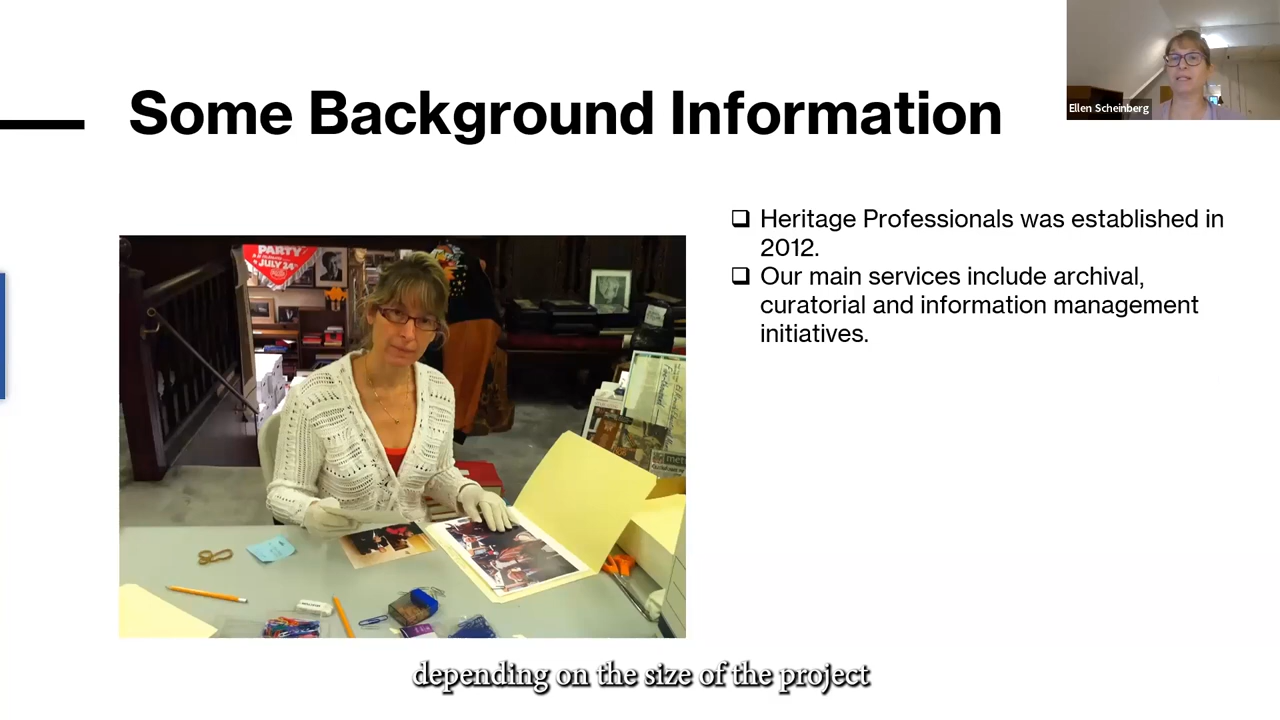 Some Background Information
Ellen Scheinberg
❑ Heritage Professionals was established in
2012.
❑ Our main services include archival,
curatorial and information management
initiatives.
PARTY
JULY 24
depending on the size of the project